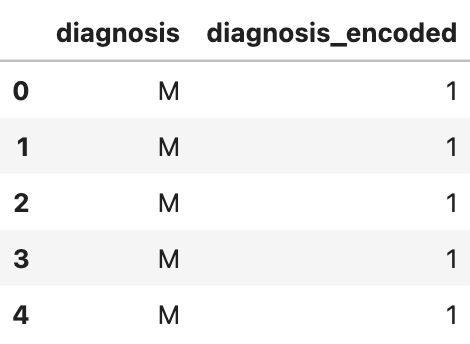 diagnosis diagnosis_encoded
0 M 1
1 M 1
2 M 1
3 M 1
4 M 1